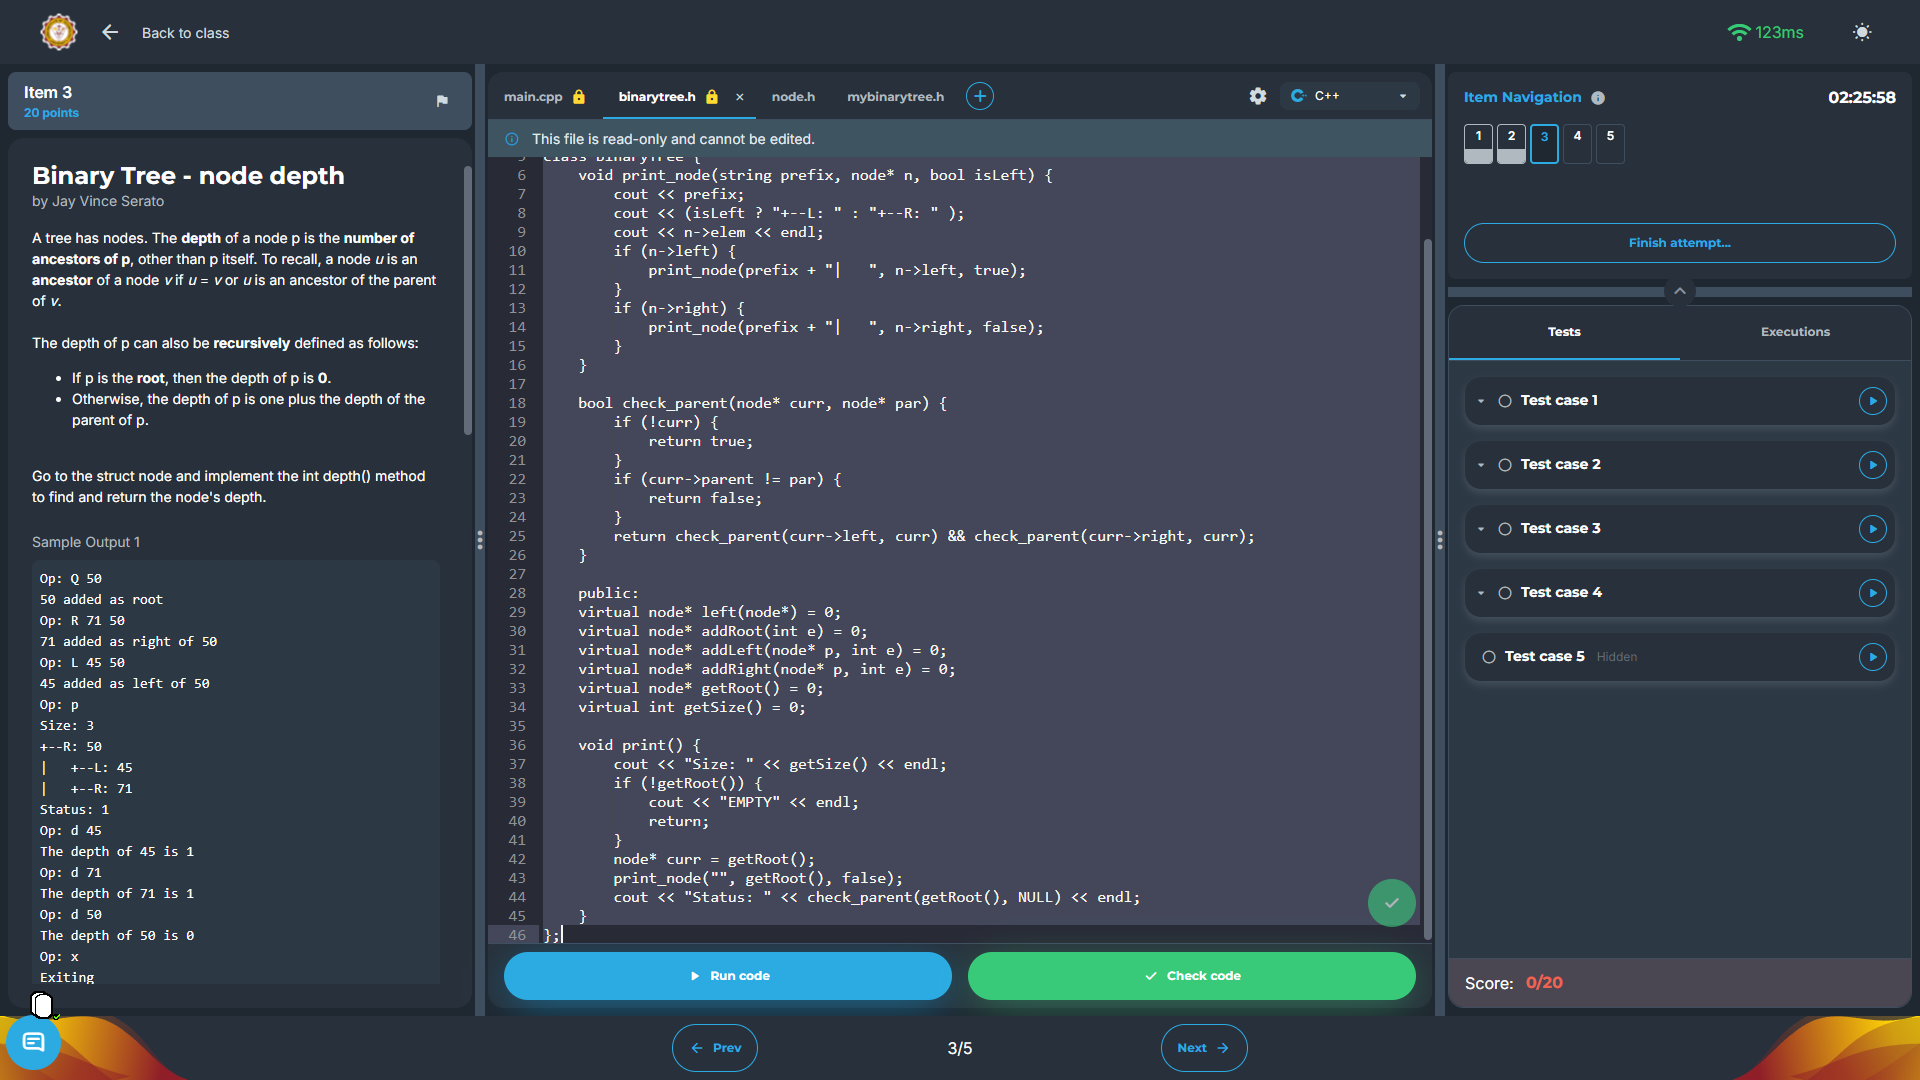 Back to class
123ms
Item 3
20 points
Binary Tree - node depth
by Jay Vince Serato
A tree has nodes. The depth of a node p is the number of
ancestors of p, other than p itself. To recall, a node u is an
ancestor of a node v if u = v or u is an ancestor of the parent
of v.
The depth of p can also be recursively defined as follows:
• If p is the root, then the depth of p is 0.
• Otherwise, the depth of p is one plus the depth of the
parent of p.
Go to the struct node and implement the int depth() method
to find and return the node's depth.
Sample Output 1
Op: Q 50
50 added as root
Op: R 71 50
71 added as right of 50
Op: L 45 50
45 added as left of 50
Op: p
Size: 3
+--R: 50
|   +--L: 45
|   +--R: 71
Status: 1
Op: d 45
The depth of 45 is 1
Op: d 71
The depth of 71 is 1
Op: d 50
The depth of 50 is 0
Op: x
Exiting
main.cpp
binarytree.h
node.h
mybinarytree.h
C++
This file is read-only and cannot be edited.
5 class BinaryTree {
6     void print_node(string prefix, node* n, bool isLeft) {
7         cout << prefix;
8         cout << (isLeft ? "+--L: " : "+--R: " );
9         cout << n->elem << endl;
10         if (n->left) {
11             print_node(prefix + "|   ", n->left, true);
12         }
13         if (n->right) {
14             print_node(prefix + "|   ", n->right, false);
15         }
16     }
17
18     bool check_parent(node* curr, node* par) {
19         if (!curr) {
20             return true;
21         }
22         if (curr->parent != par) {
23             return false;
24         }
25         return check_parent(curr->left, curr) && check_parent(curr->right, curr);
26     }
27
28     public:
29     virtual node* left(node*) = 0;
30     virtual node* addRoot(int e) = 0;
31     virtual node* addLeft(node* p, int e) = 0;
32     virtual node* addRight(node* p, int e) = 0;
33     virtual node* getRoot() = 0;
34     virtual int getSize() = 0;
35
36     void print() {
37         cout << "Size: " << getSize() << endl;
38         if (!getRoot()) {
39             cout << "EMPTY" << endl;
40             return;
41         }
42         node* curr = getRoot();
43         print_node("", getRoot(), false);
44         cout << "Status: " << check_parent(getRoot(), NULL) << endl;
45     }
46 };
Run code
Check code
Item Navigation
02:25:58
1
2
3
4
5
Finish attempt...
Tests
Executions
Test case 1
Test case 2
Test case 3
Test case 4
Test case 5 Hidden
Score: 0/20
Prev
3/5
Next